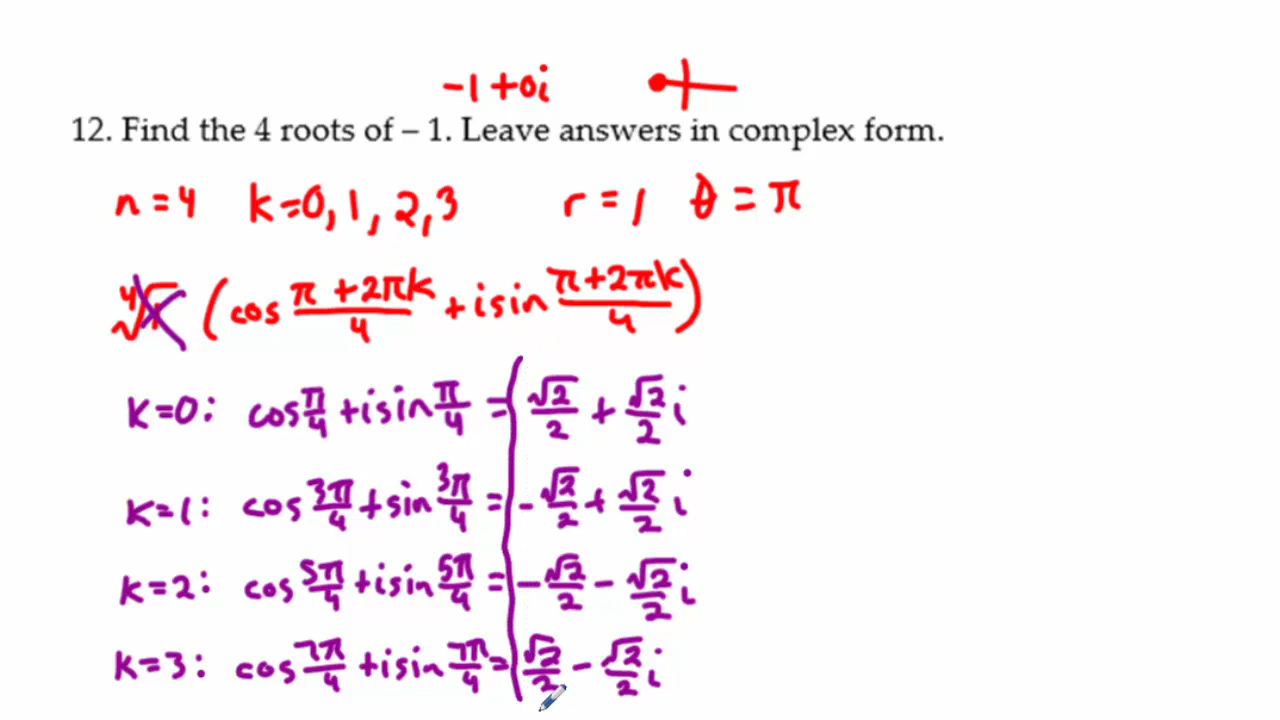 -1 + 0i
12. Find the 4 roots of – 1. Leave answers in complex form.
n = 4 k = 0, 1, 2, 3 r = 1 θ = π
∜1 (cos (π + 2πk)/4 + i sin (π + 2πk)/4)
k = 0: cos π/4 + i sin π/4 = √2/2 + √2/2 i
k = 1: cos 3π/4 + sin 3π/4 = - √2/2 + √2/2 i
k = 2: cos 5π/4 + i sin 5π/4 = - √2/2 - √2/2 i
k = 3: cos 7π/4 + i sin 7π/4 = √2/2 - √2/2 i